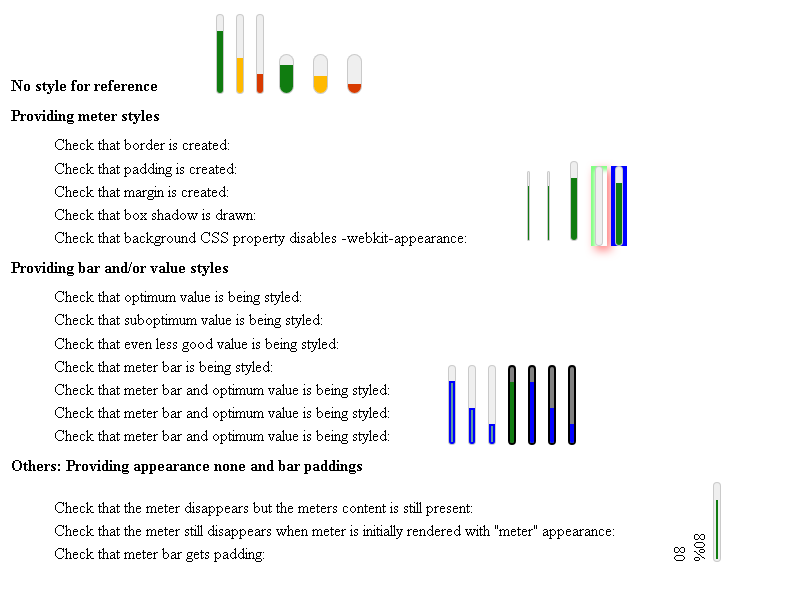 No style for reference
Providing meter styles
Check that border is created:
Check that padding is created:
Check that margin is created:
Check that box shadow is drawn:
Check that background CSS property disables -webkit-appearance:
Providing bar and/or value styles
Check that optimum value is being styled:
Check that suboptimum value is being styled:
Check that even less good value is being styled:
Check that meter bar is being styled:
Check that meter bar and optimum value is being styled:
Check that meter bar and optimum value is being styled:
Check that meter bar and optimum value is being styled:
Others: Providing appearance none and bar paddings
Check that the meter disappears but the meters content is still present:
Check that the meter still disappears when meter is initially rendered with "meter" appearance:
Check that meter bar gets padding:
80
80%